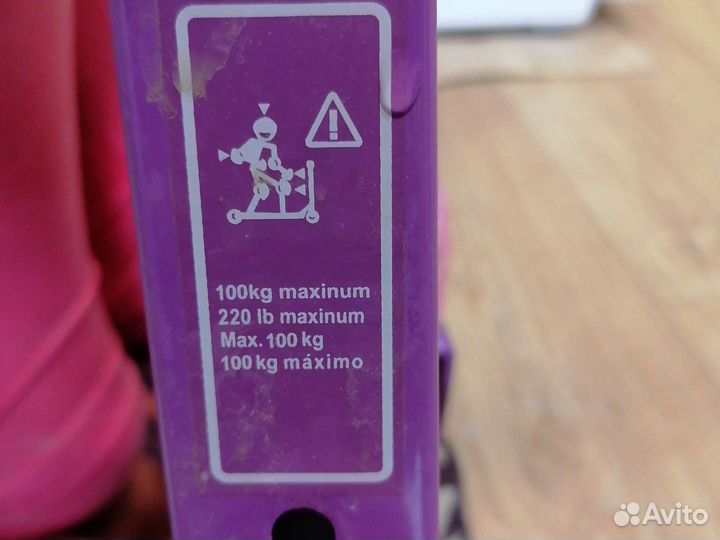 100kg maxinum
220 lb maxinum
Max. 100 kg
100 kg máximo
Avito